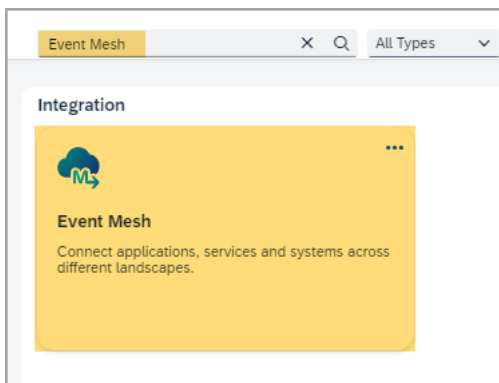 Event Mesh
All Types
Integration
M
Event Mesh
Connect applications, services and systems across
different landscapes.